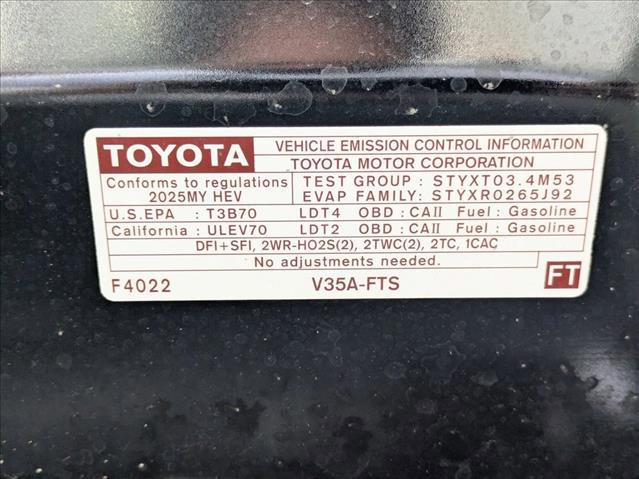 TOYOTA VEHICLE EMISSION CONTROL INFORMATION
TOYOTA MOTOR CORPORATION
Conforms to regulations TEST GROUP : STYXT03.4M53
2025MY HEV EVAP FAMILY: STYXR0265J92
U.S.EPA : T3B70 LDT4 OBD : CAII Fuel : Gasoline
California : ULEV70 LDT2 OBD : CAII Fuel : Gasoline
DFI+SFI, 2WR-HO2S(2), 2TWC(2), 2TC, 1CAC
No adjustments needed.
F4022 V35A-FTS FT